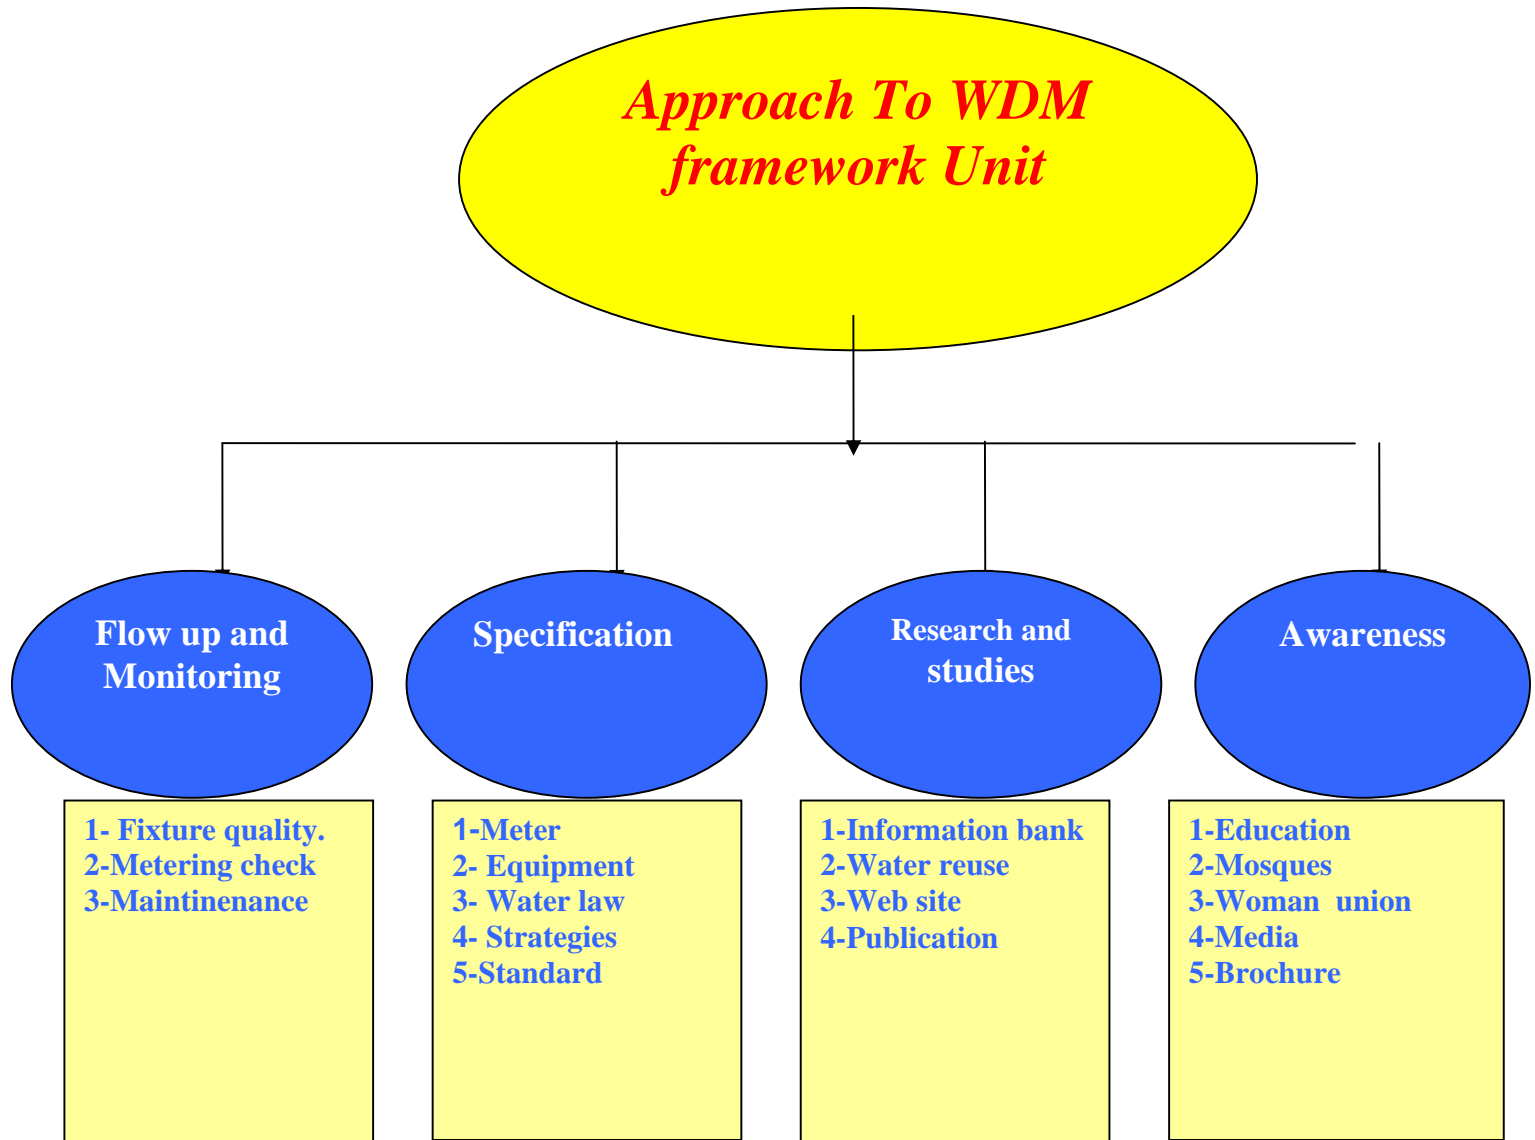 Approach To WDM
framework Unit
Flow up and
Monitoring
Specification
Research and
studies
Awareness
1- Fixture quality.
2-Metering check
3-Maintinenance
1-Meter
2- Equipment
3- Water law
4- Strategies
5-Standard
1-Information bank
2-Water reuse
3-Web site
4-Publication
1-Education
2-Mosques
3-Woman  union
4-Media
5-Brochure